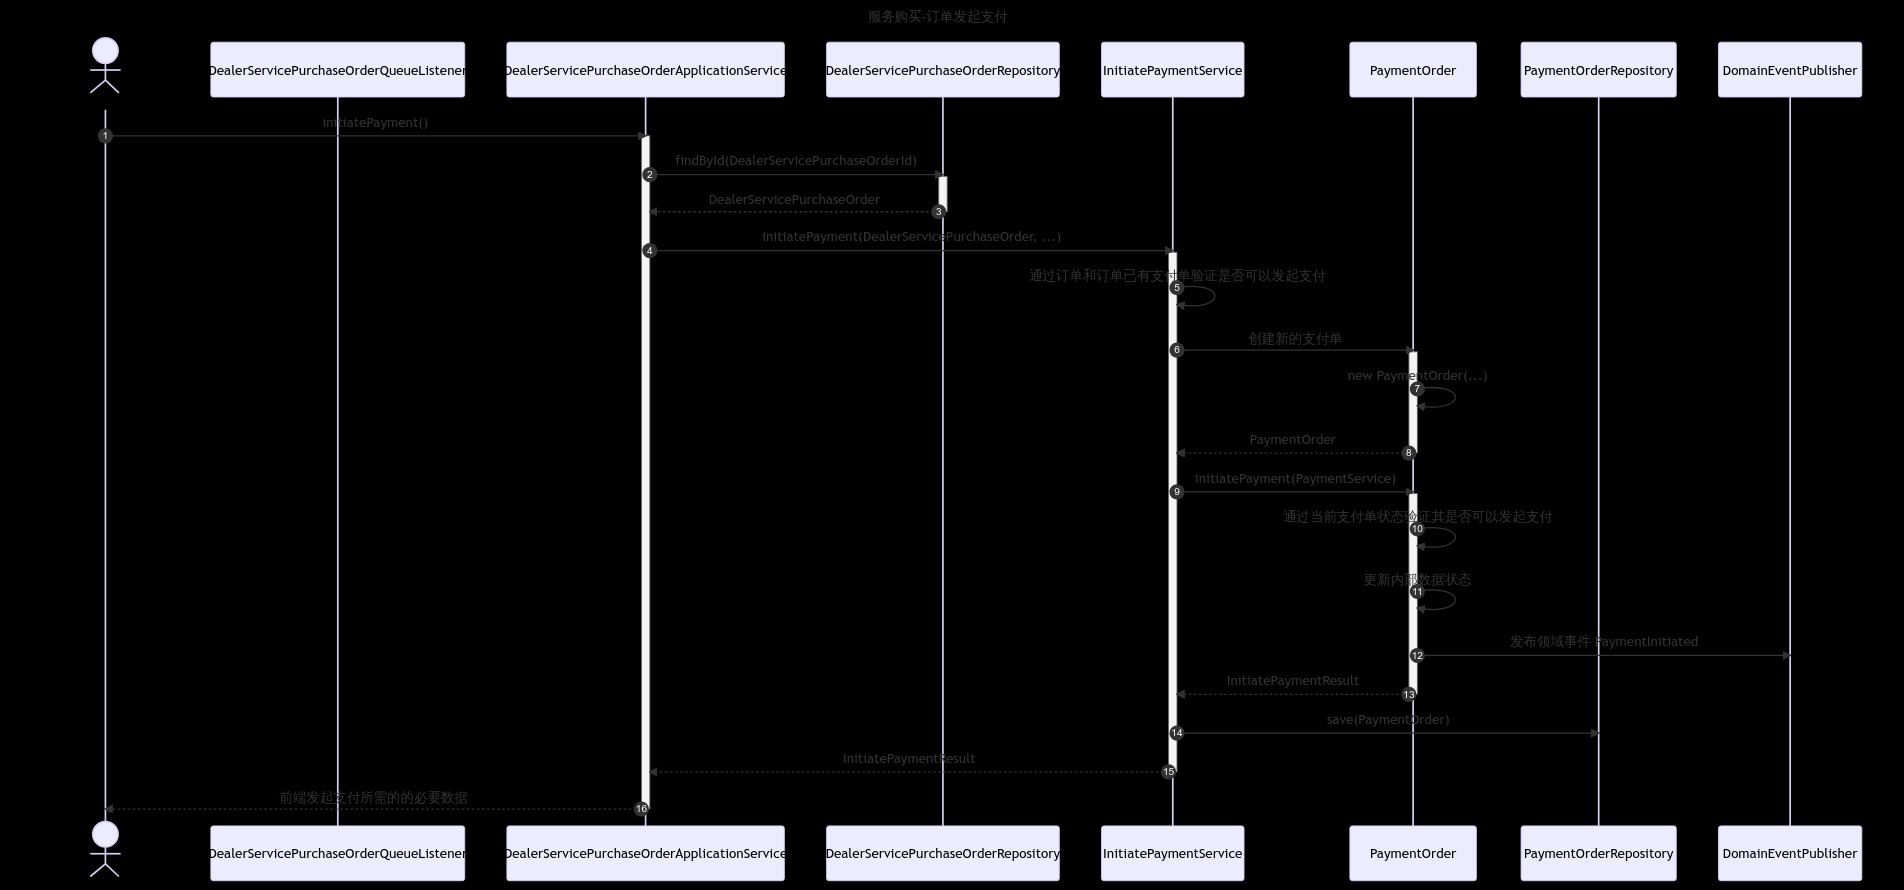 服务购买-订单发起支付
DealerServicePurchaseOrderQueueListener
DealerServicePurchaseOrderApplicationService
DealerServicePurchaseOrderRepository
InitiatePaymentService
PaymentOrder
PaymentOrderRepository
DomainEventPublisher
1 initiatePayment()
2 findById(DealerServicePurchaseOrderId)
3 DealerServicePurchaseOrder
4 initiatePayment(DealerServicePurchaseOrder, ...)
5 通过订单和订单已有支付单验证是否可以发起支付
6 创建新的支付单
7 new PaymentOrder(...)
8 PaymentOrder
9 initiatePayment(PaymentService)
10 通过当前支付单状态验证其是否可以发起支付
11 更新内部数据状态
12 发布领域事件 PaymentInitiated
13 InitiatePaymentResult
14 save(PaymentOrder)
15 InitiatePaymentResult
16 前端发起支付所需的的必要数据
DealerServicePurchaseOrderQueueListener
DealerServicePurchaseOrderApplicationService
DealerServicePurchaseOrderRepository
InitiatePaymentService
PaymentOrder
PaymentOrderRepository
DomainEventPublisher